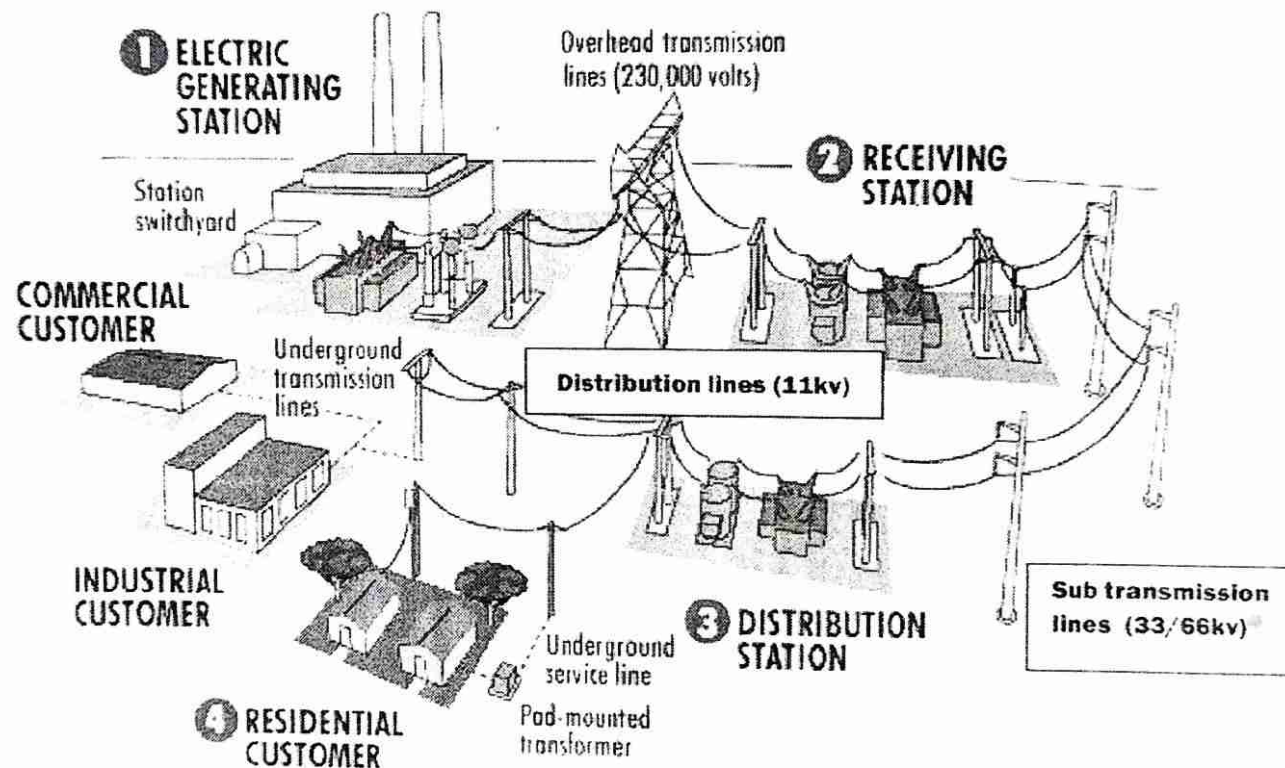 1 ELECTRIC
GENERATING
STATION
Overhead transmission
lines (230,000 volts)
2 RECEIVING
STATION
Station
switchyard
COMMERCIAL
CUSTOMER
Underground
transmission
lines
Distribution lines (11kv)
INDUSTRIAL
CUSTOMER
Sub transmission
lines (33/66kv)
3 DISTRIBUTION
STATION
Underground
service line
4 RESIDENTIAL
CUSTOMER
Pad-mounted
transformer